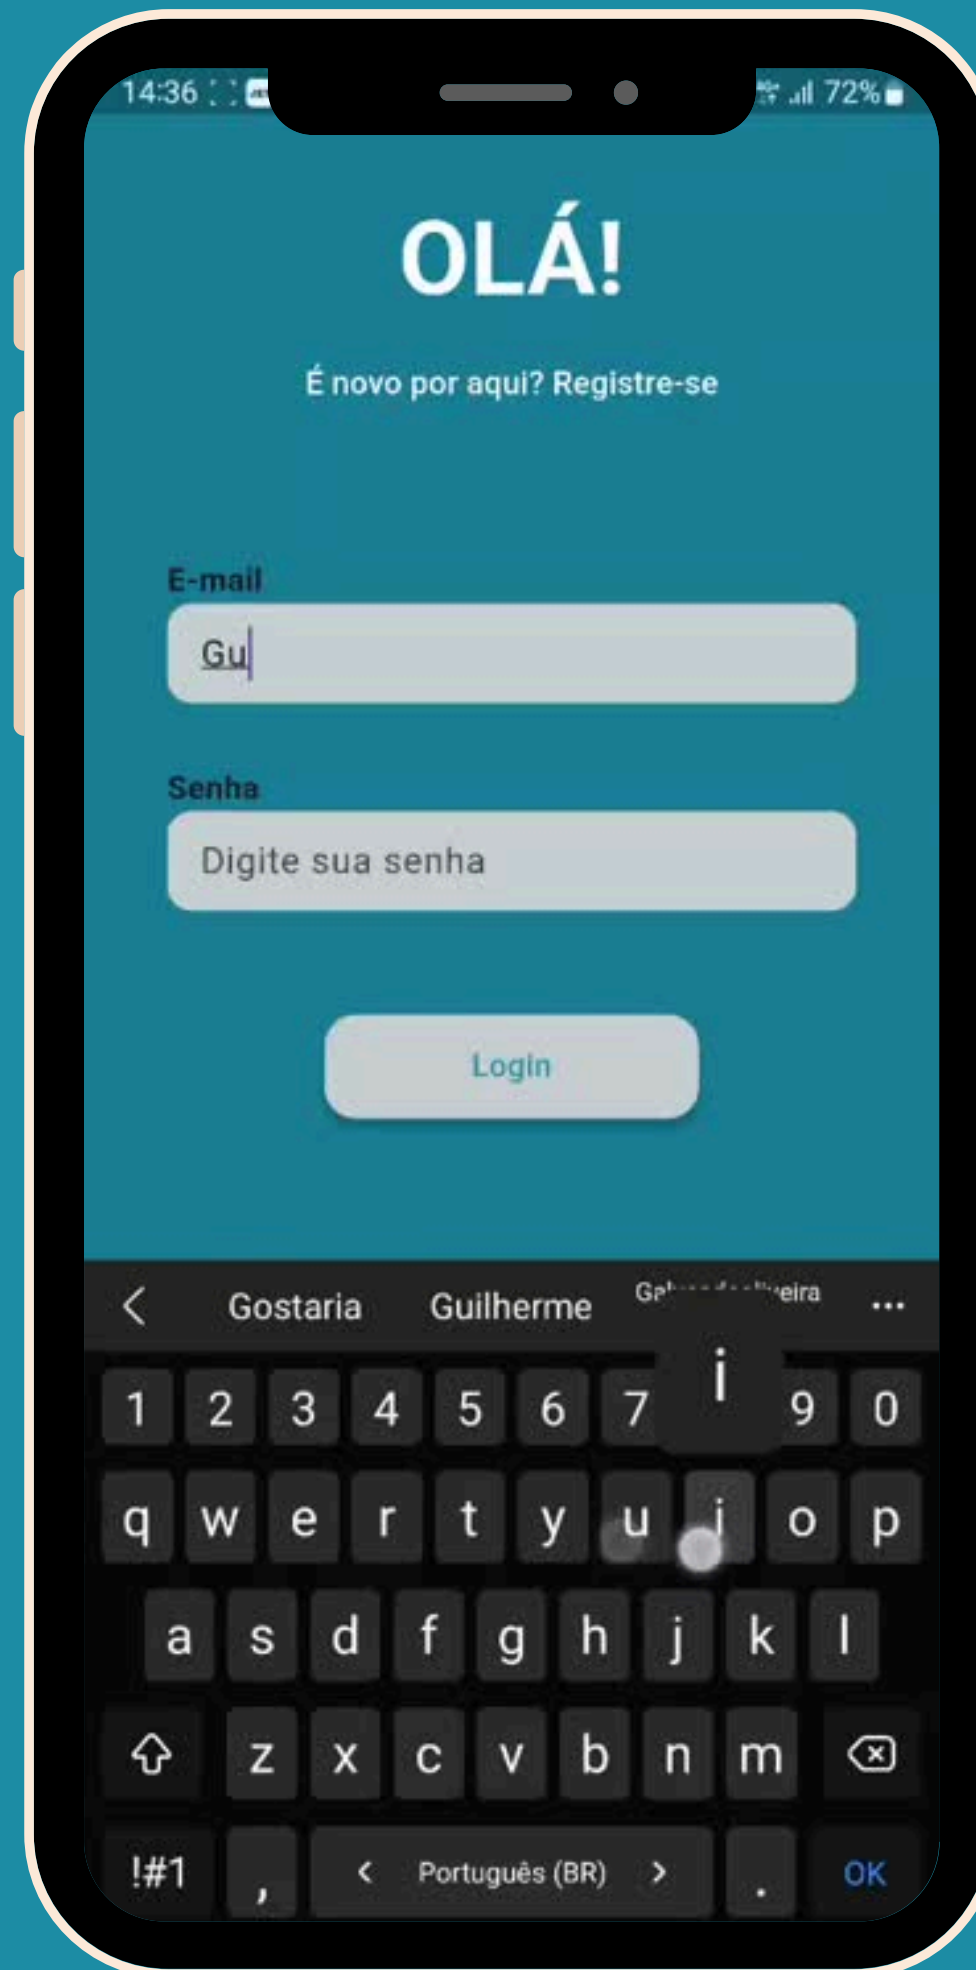 14:36 72%
OLÁ!
É novo por aqui? Registre-se
E-mail
Gu
Senha
Digite sua senha
Login
Gostaria Guilherme
i
1 2 3 4 5 6 7 9 0
q w e r t y u i o p
a s d f g h j k l
z x c v b n m
!#1 , < Português (BR) > . OK